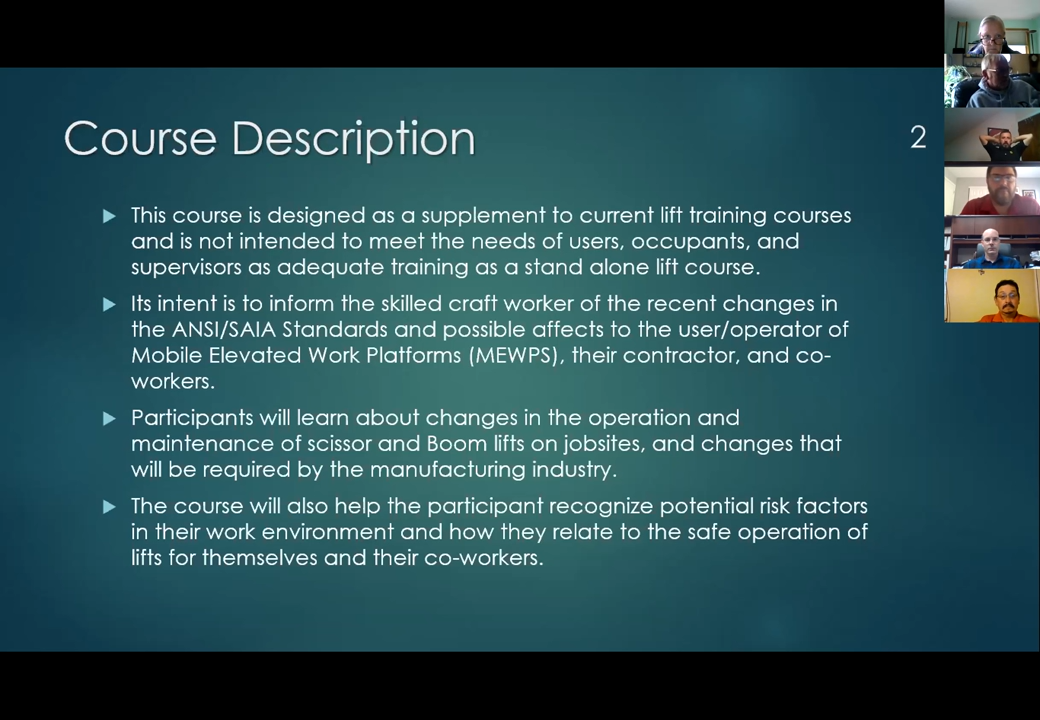 Course Description
2
This course is designed as a supplement to current lift training courses
and is not intended to meet the needs of users, occupants, and
supervisors as adequate training as a stand alone lift course.
Its intent is to inform the skilled craft worker of the recent changes in
the ANSI/SAIA Standards and possible affects to the user/operator of
Mobile Elevated Work Platforms (MEWPS), their contractor, and co-
workers.
Participants will learn about changes in the operation and
maintenance of scissor and Boom lifts on jobsites, and changes that
will be required by the manufacturing industry.
The course will also help the participant recognize potential risk factors
in their work environment and how they relate to the safe operation of
lifts for themselves and their co-workers.